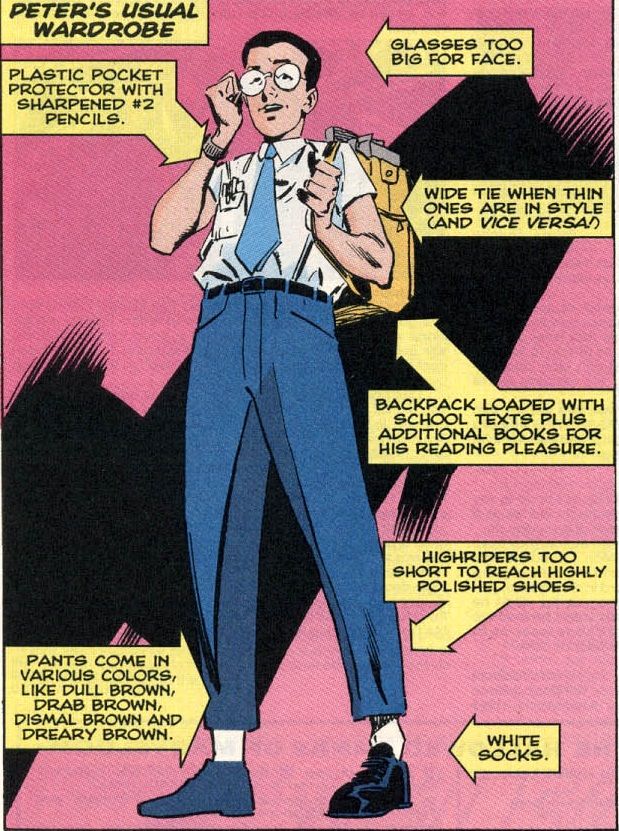 PETER'S USUAL
WARDROBE
GLASSES TOO
BIG FOR FACE.
PLASTIC POCKET
PROTECTOR WITH
SHARPENED #2
PENCILS.
WIDE TIE WHEN THIN
ONES ARE IN STYLE
(AND VICE VERSA!)
BACKPACK LOADED WITH
SCHOOL TEXTS PLUS
ADDITIONAL BOOKS FOR
HIS READING PLEASURE.
HIGHRIDERS TOO
SHORT TO REACH HIGHLY
POLISHED SHOES.
PANTS COME IN
VARIOUS COLORS,
LIKE DULL BROWN,
DRAB BROWN,
DISMAL BROWN AND
DREARY BROWN.
WHITE
SOCKS.